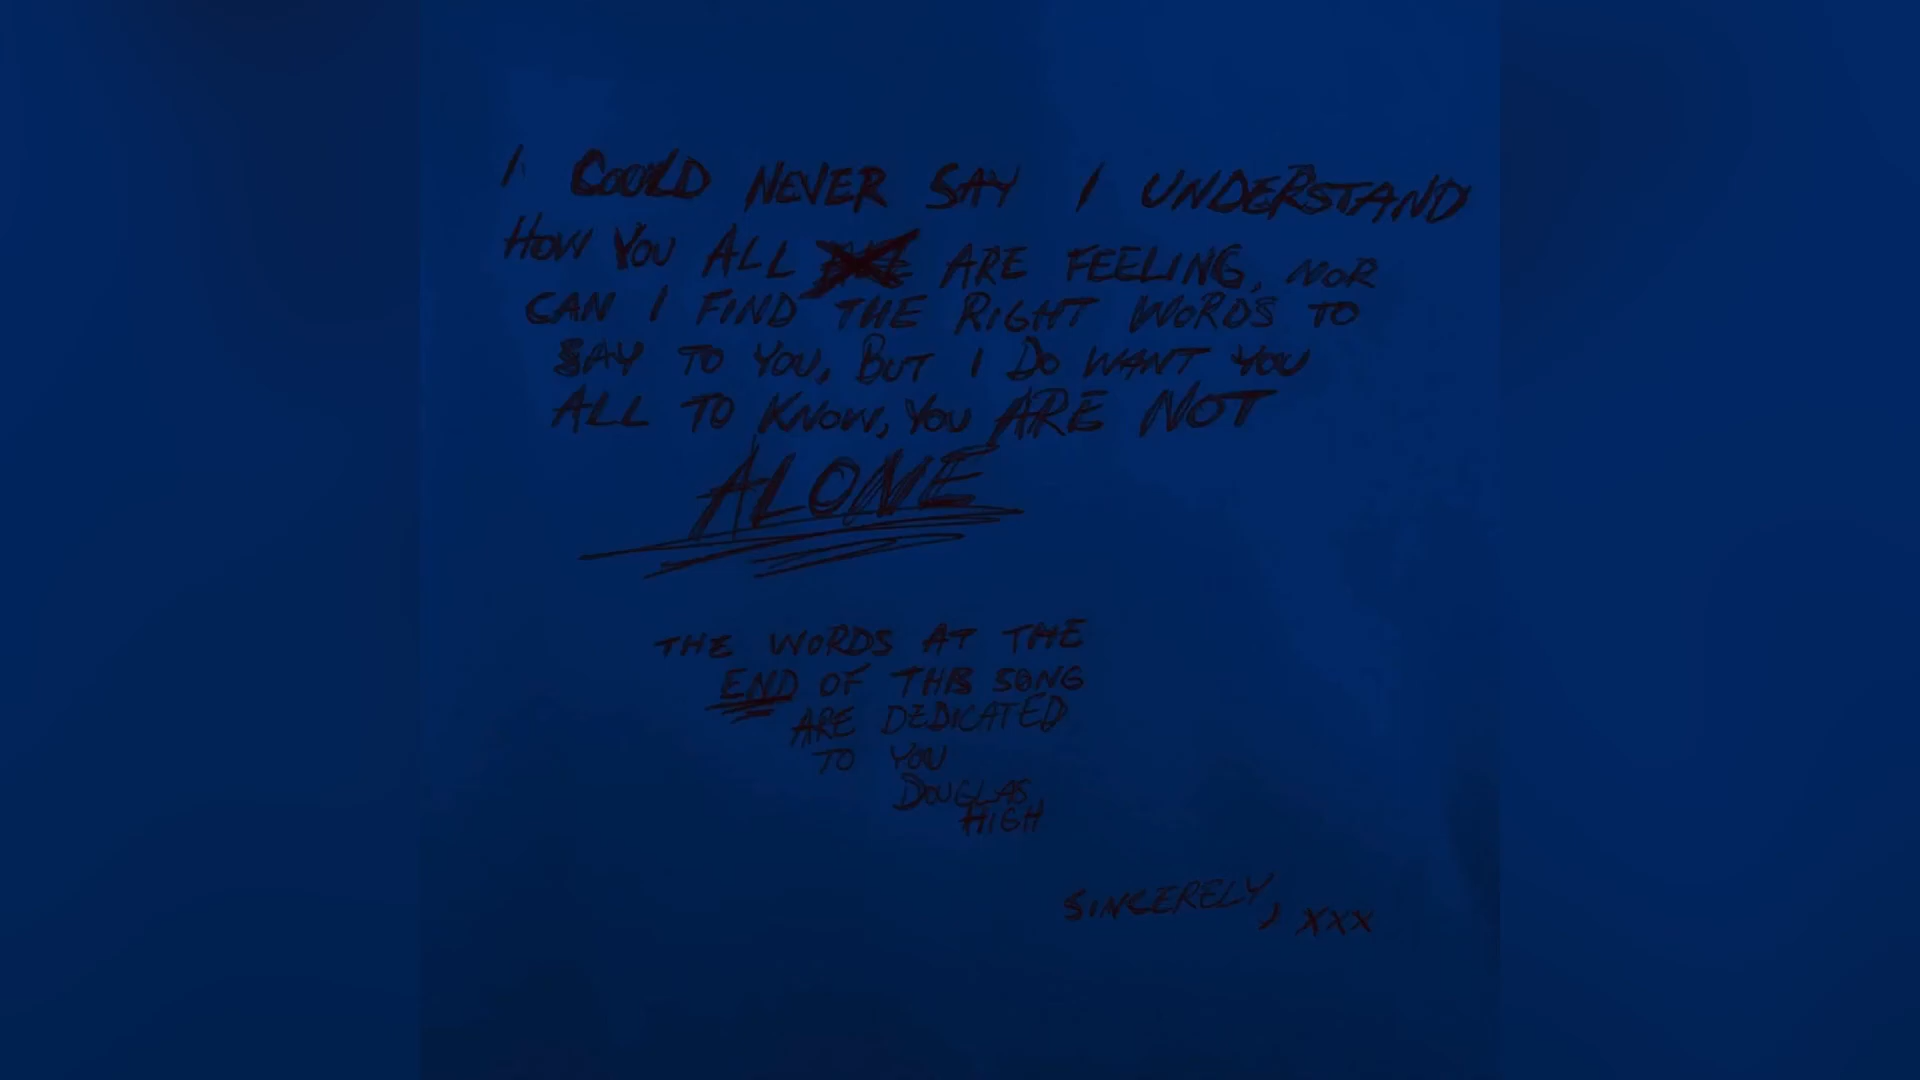 I COULD NEVER SAY I UNDERSTAND
HOW YOU ALL ARE FEELING, NOR
CAN I FIND THE RIGHT WORDS TO
SAY TO YOU, BUT I DO WANT YOU
ALL TO KNOW, YOU ARE NOT
ALONE
THE WORDS AT THE
END OF THIS SONG
ARE DEDICATED
TO YOU
DOUGLAS
HIGH
SINCERELY, XXX